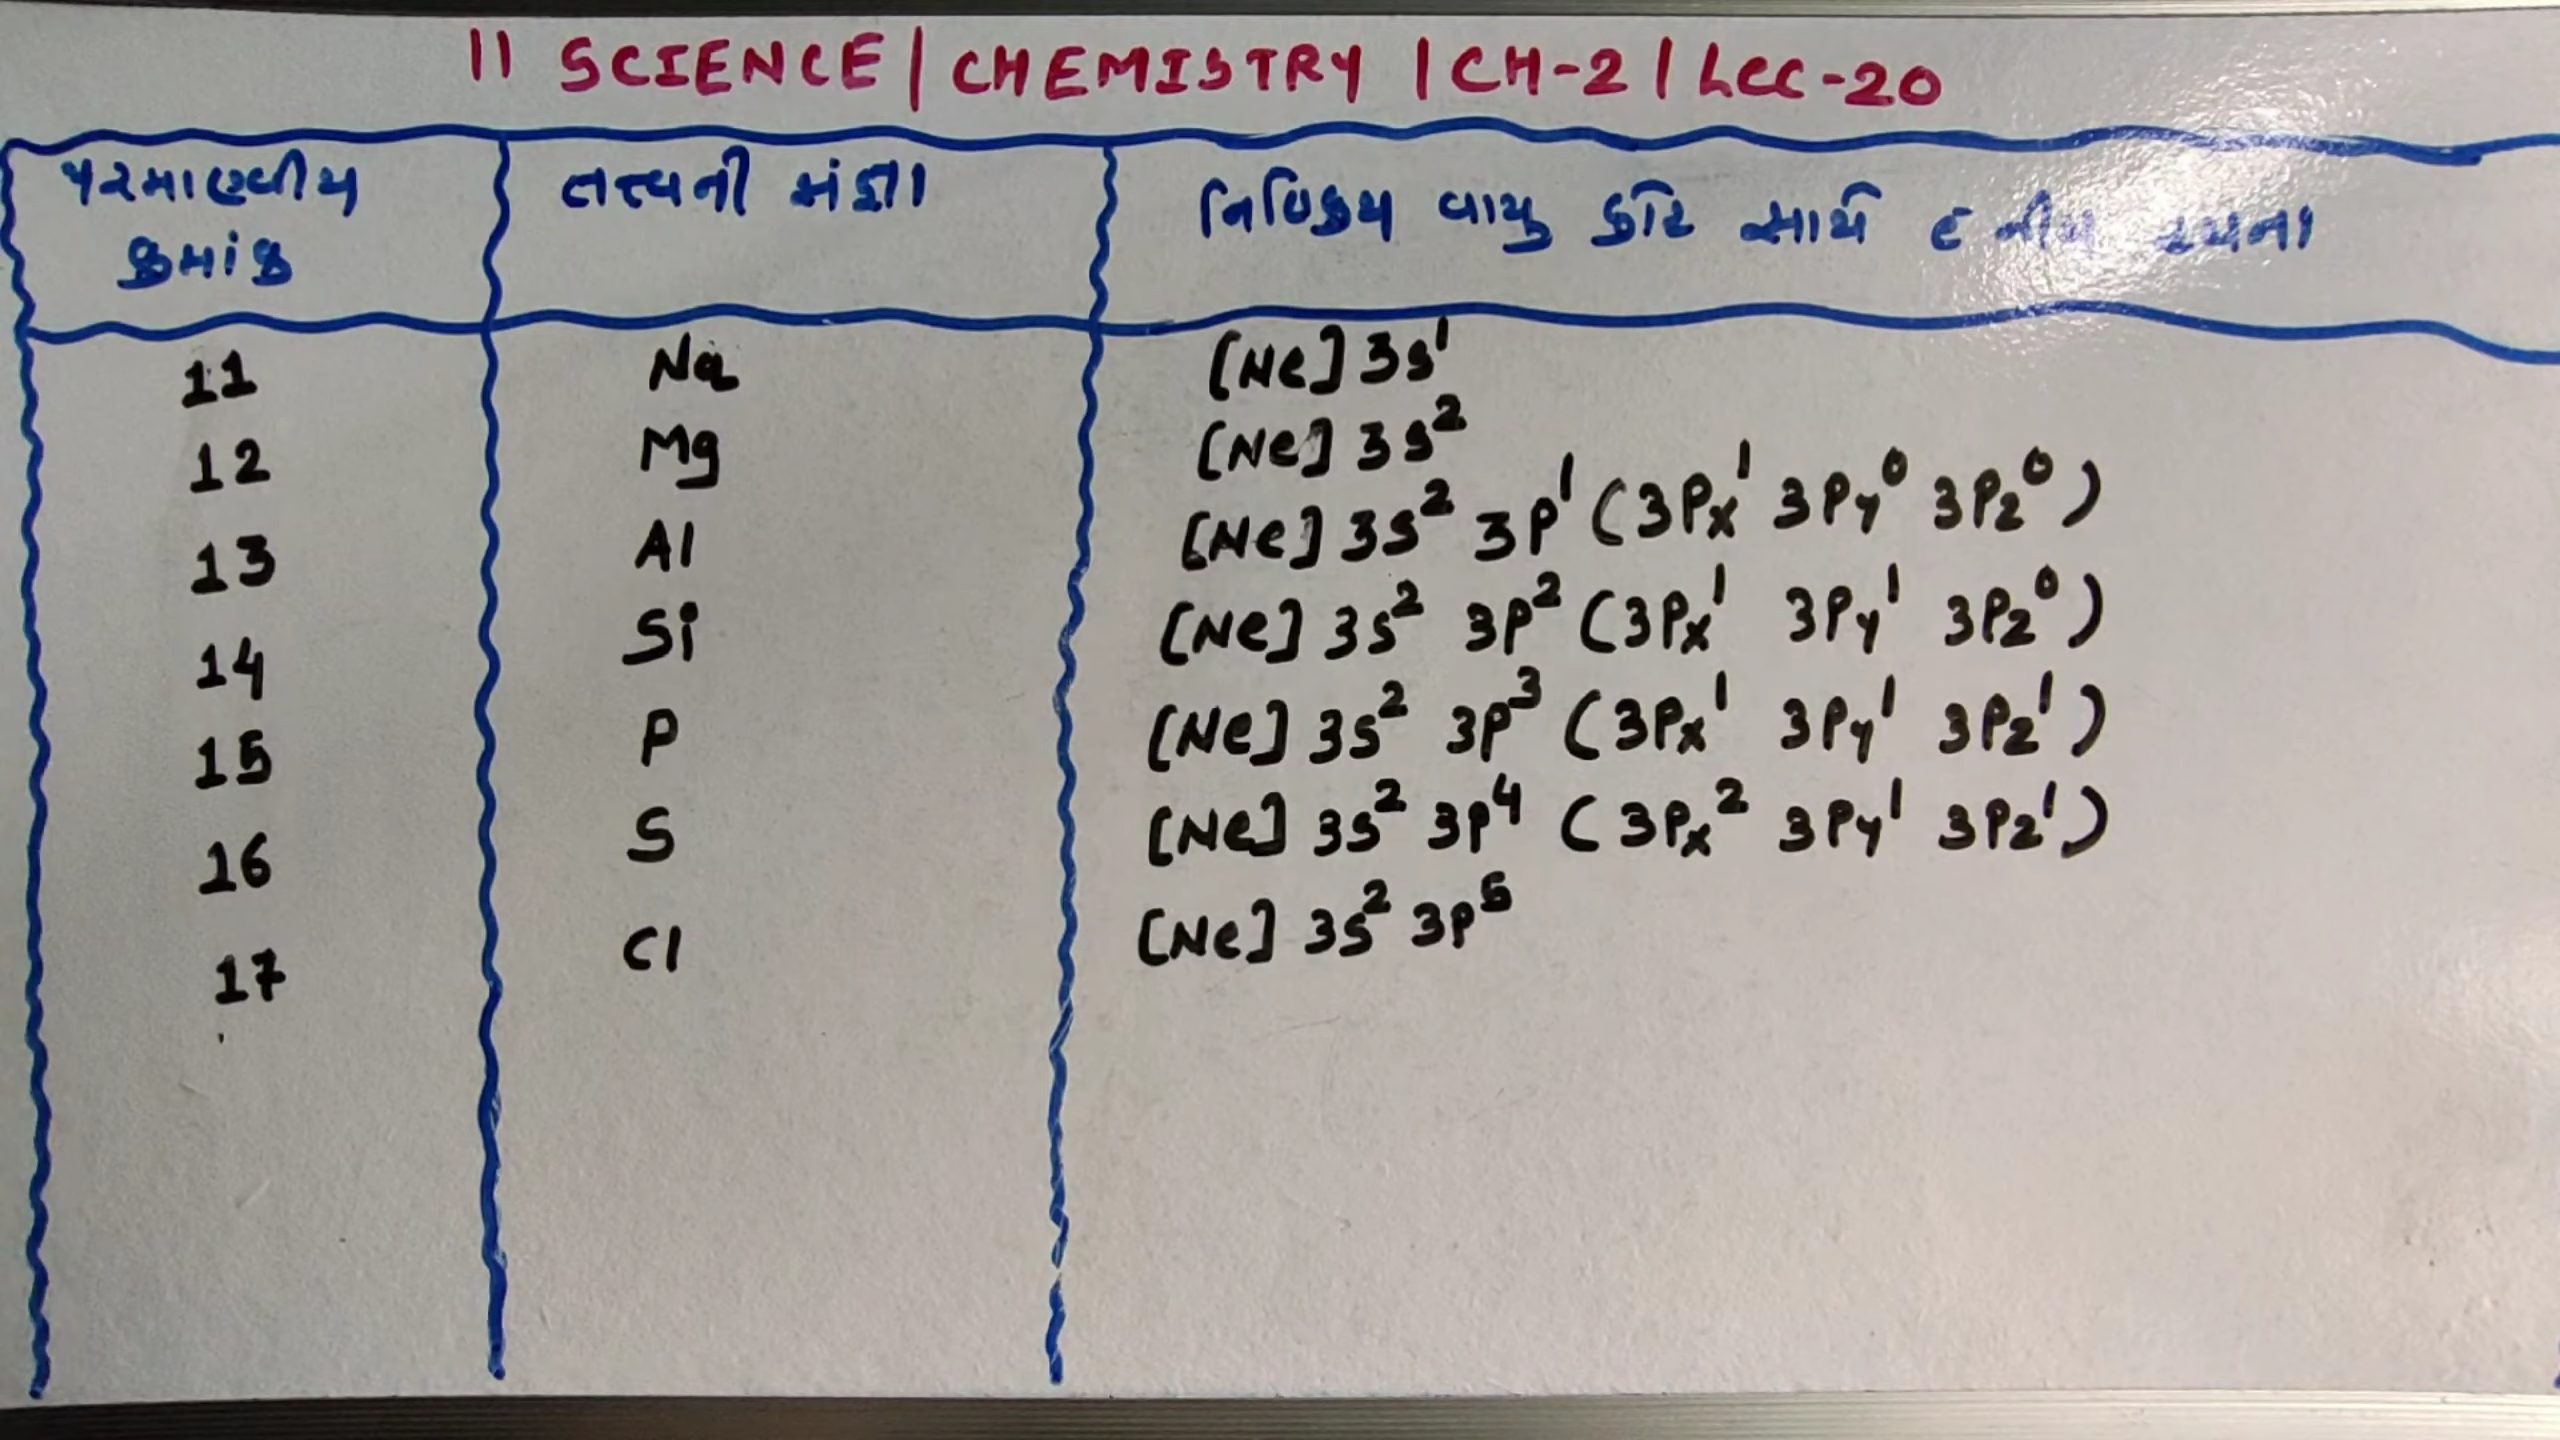 11 SCIENCE | CHEMISTRY | CH-2 | LEC-20
પરમાણ્વીય ક્રમાંક | તત્ત્વની સંજ્ઞા | નિષ્ક્રિય વાયુ સાથે રચના
11 Na [Ne] 3s¹
12 Mg [Ne] 3s²
13 Al [Ne] 3s² 3p¹ (3Px¹ 3Py⁰ 3Pz⁰)
14 Si [Ne] 3s² 3p² (3Px¹ 3Py¹ 3Pz⁰)
15 P [Ne] 3s² 3p³ (3Px¹ 3Py¹ 3Pz¹)
16 S [Ne] 3s² 3p⁴ (3Px² 3Py¹ 3Pz¹)
17 Cl [Ne] 3s² 3p⁵